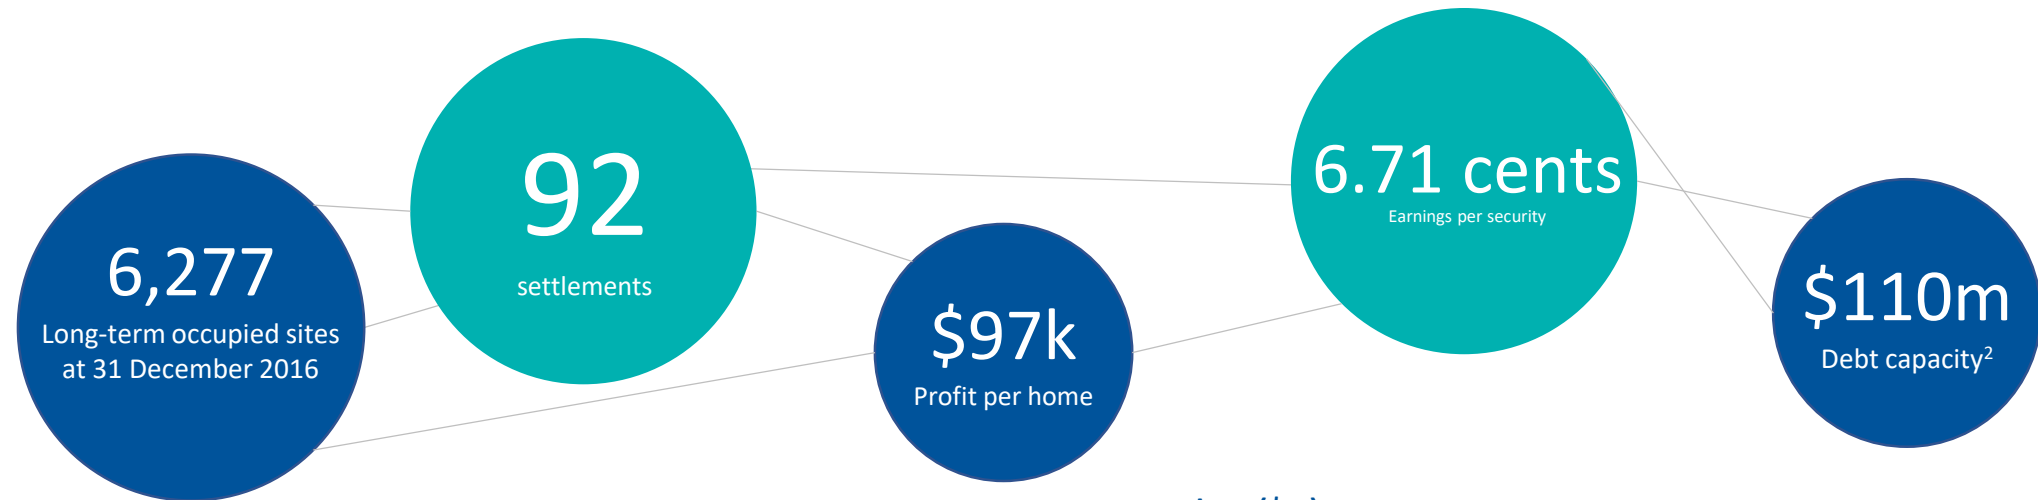 6,277
Long-term occupied sites
at 31 December 2016
92
settlements
$97k
Profit per home
6.71 cents
Earnings per security
$110m
Debt capacity²